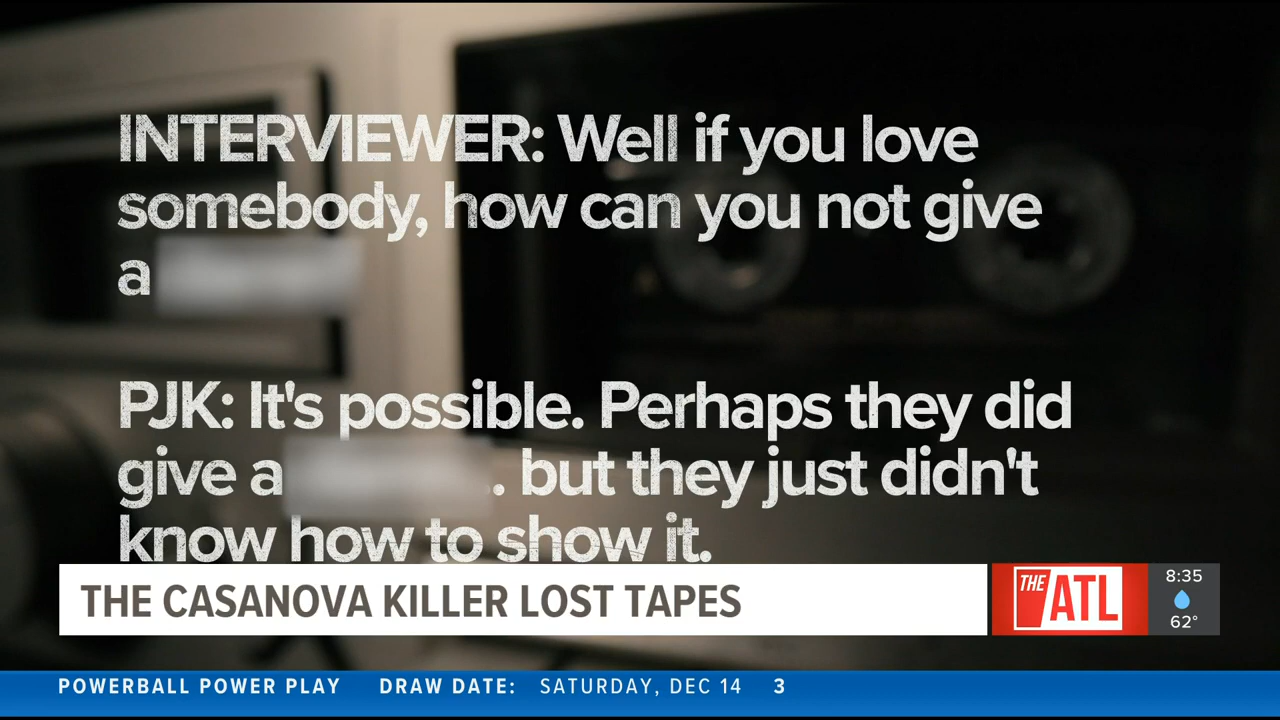 INTERVIEWER: Well if you love
somebody, how can you not give
a
PJK: It's possible. Perhaps they did
give a . but they just didn't
know how to show it.
THE CASANOVA KILLER LOST TAPES
THE ATL
8:35
62°
POWERBALL POWER PLAY DRAW DATE: SATURDAY, DEC 14 3